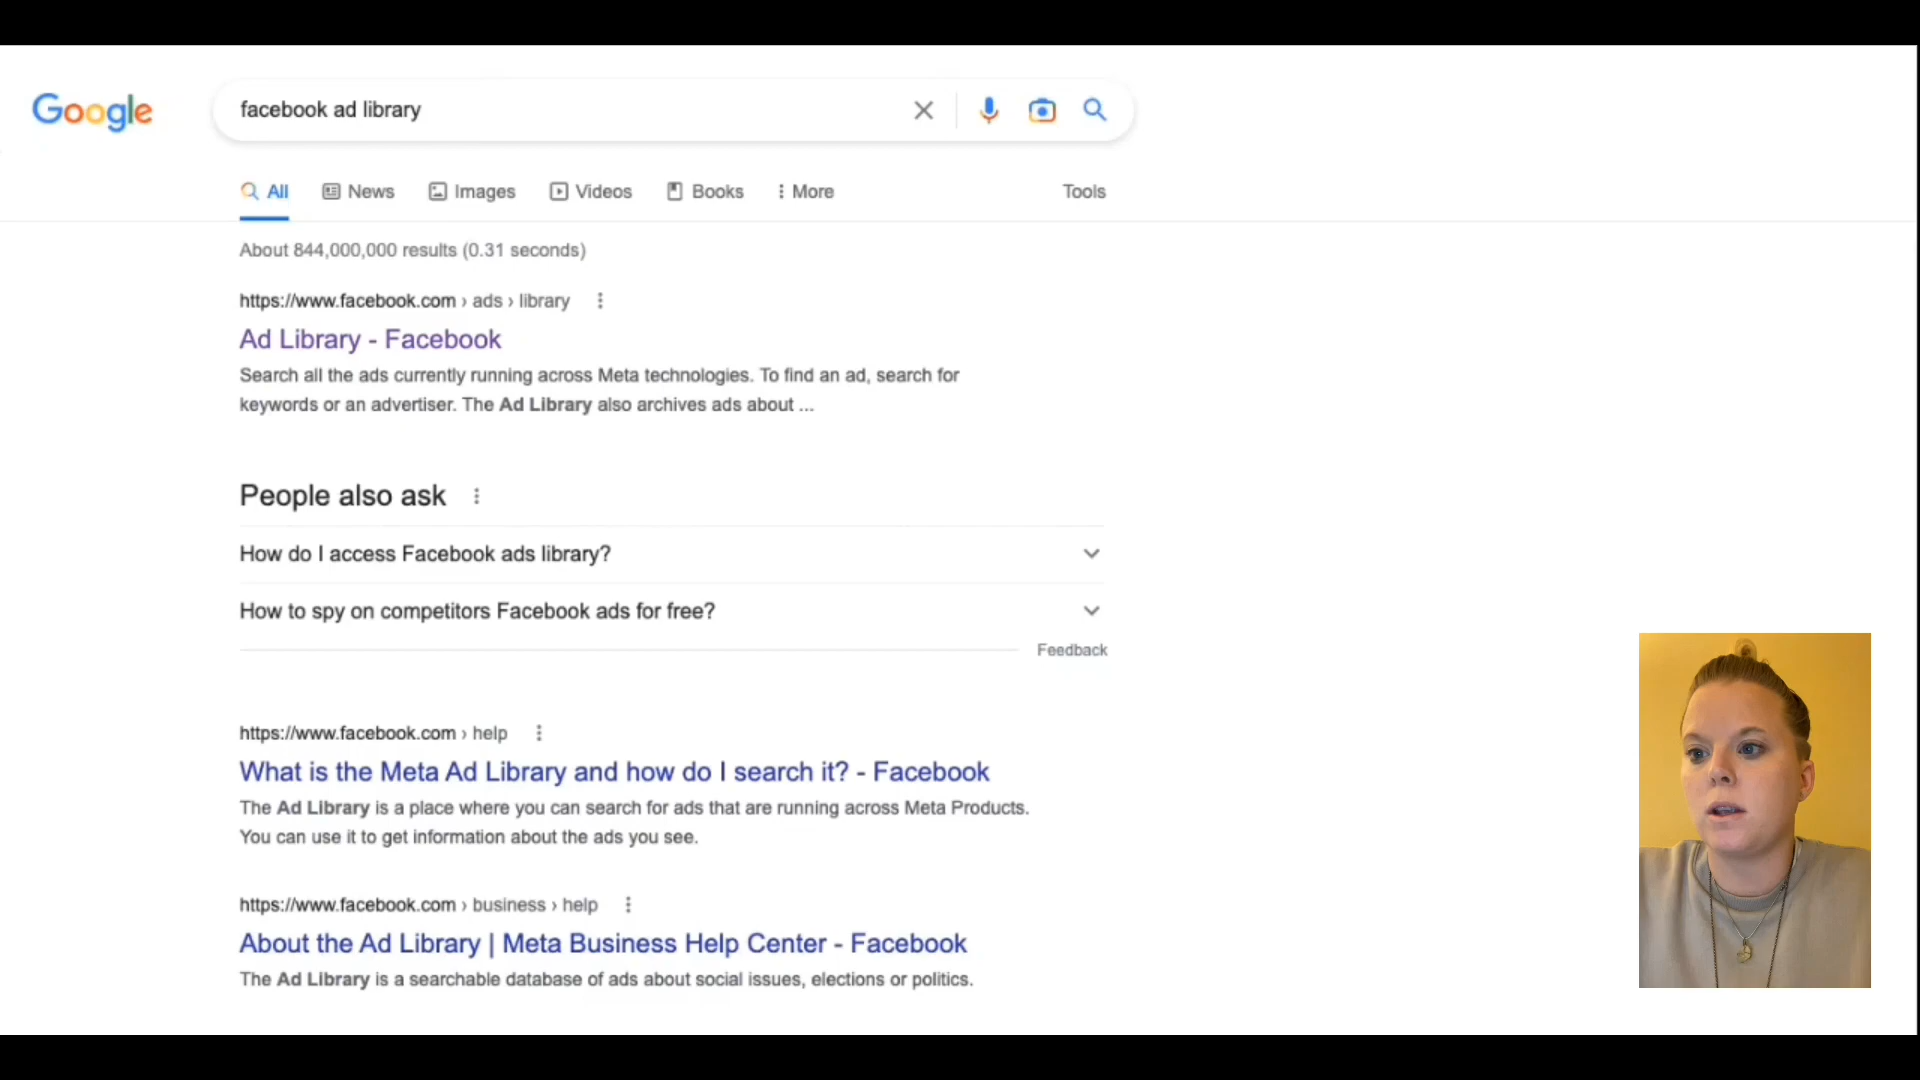 Google
facebook ad library
All
News
Images
Videos
Books
More
Tools
About 844,000,000 results (0.31 seconds)
https://www.facebook.com › ads › library
Ad Library - Facebook
Search all the ads currently running across Meta technologies. To find an ad, search for
keywords or an advertiser. The Ad Library also archives ads about ...
People also ask
How do I access Facebook ads library?
How to spy on competitors Facebook ads for free?
Feedback
https://www.facebook.com › help
What is the Meta Ad Library and how do I search it? - Facebook
The Ad Library is a place where you can search for ads that are running across Meta Products.
You can use it to get information about the ads you see.
https://www.facebook.com › business › help
About the Ad Library | Meta Business Help Center - Facebook
The Ad Library is a searchable database of ads about social issues, elections or politics.